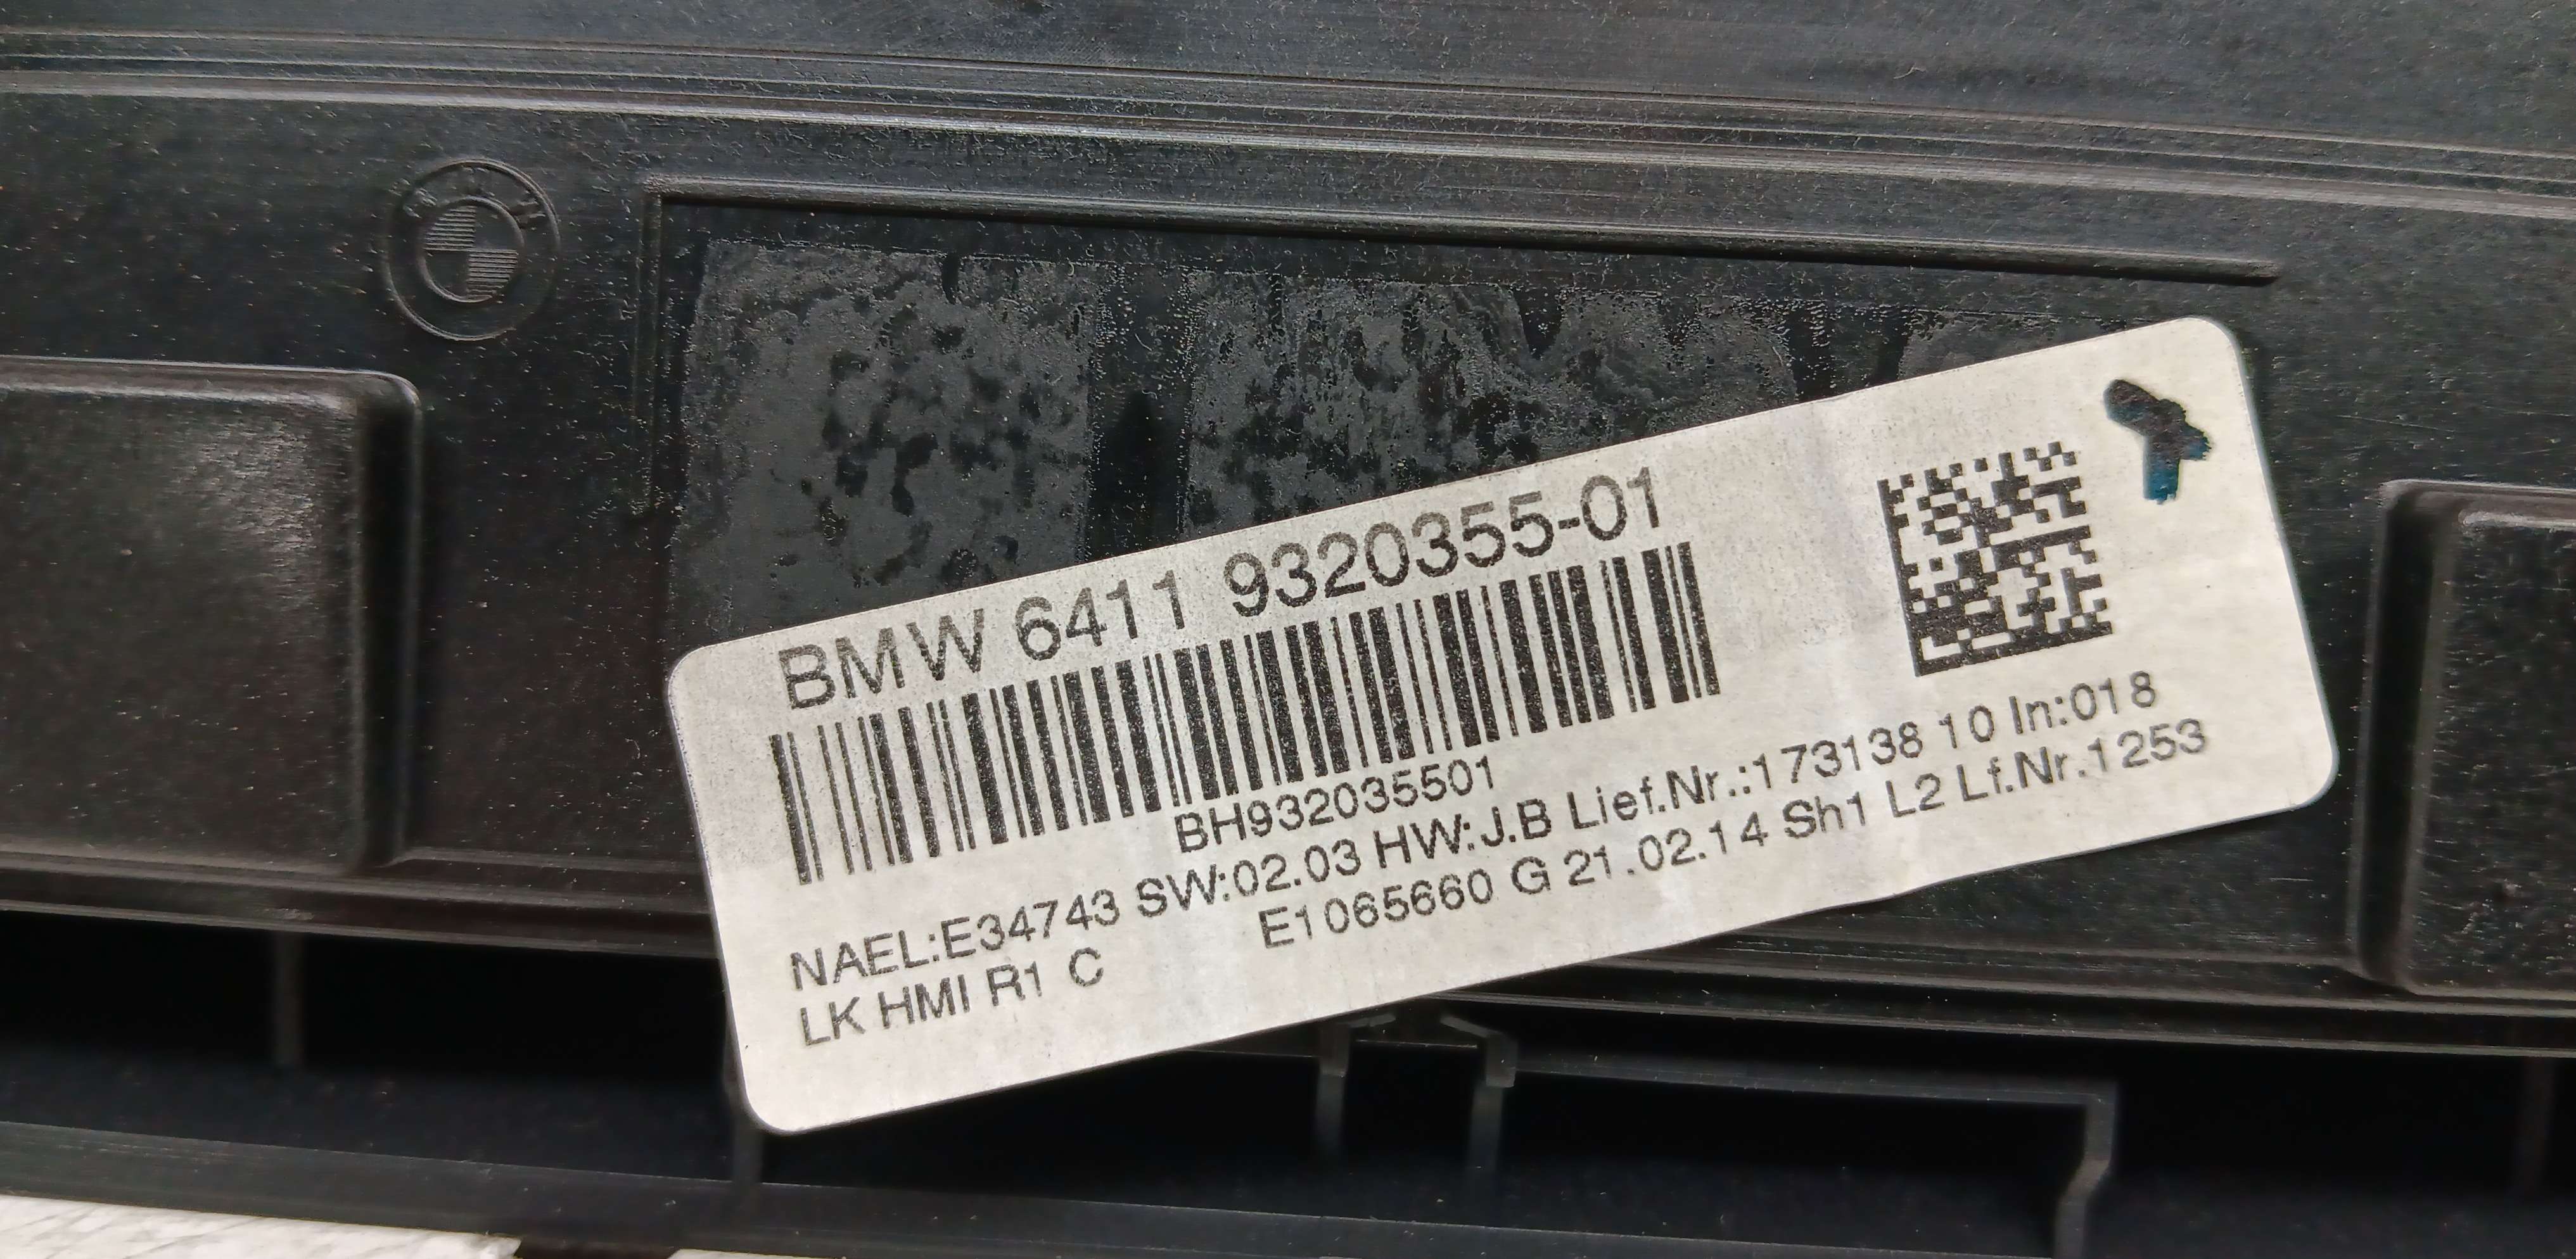 BMW 6411 9320355-01
BH932035501
NAEL:E34743 SW:02.03 HW:J.B Lief.Nr.:173138 10 In:018
LK HMI R1 C E1065660 G 21.02.14 Sh1 L2 Lf.Nr.1253